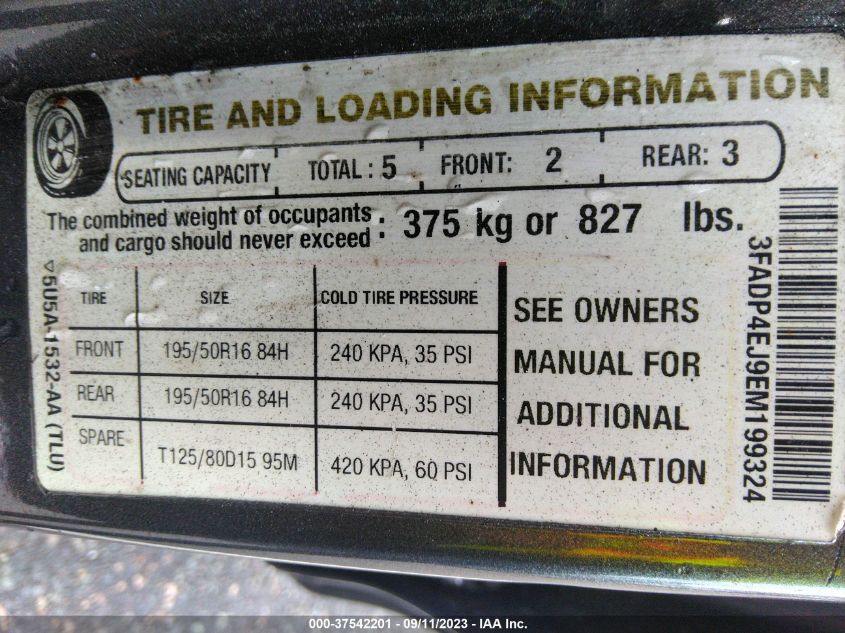 TIRE AND LOADING INFORMATION
SEATING CAPACITY TOTAL : 5 FRONT: 2 REAR: 3
The combined weight of occupants
and cargo should never exceed : 375 kg or 827 lbs.
TIRE SIZE COLD TIRE PRESSURE
FRONT 195/50R16 84H 240 KPA, 35 PSI
REAR 195/50R16 84H 240 KPA, 35 PSI
SPARE T125/80D15 95M 420 KPA, 60 PSI
SEE OWNERS
MANUAL FOR
ADDITIONAL
INFORMATION
5U5A-1532-AA (TLU)
3FADP4EJ9EM199324
000-37542201 - 09/11/2023 - IAA Inc.